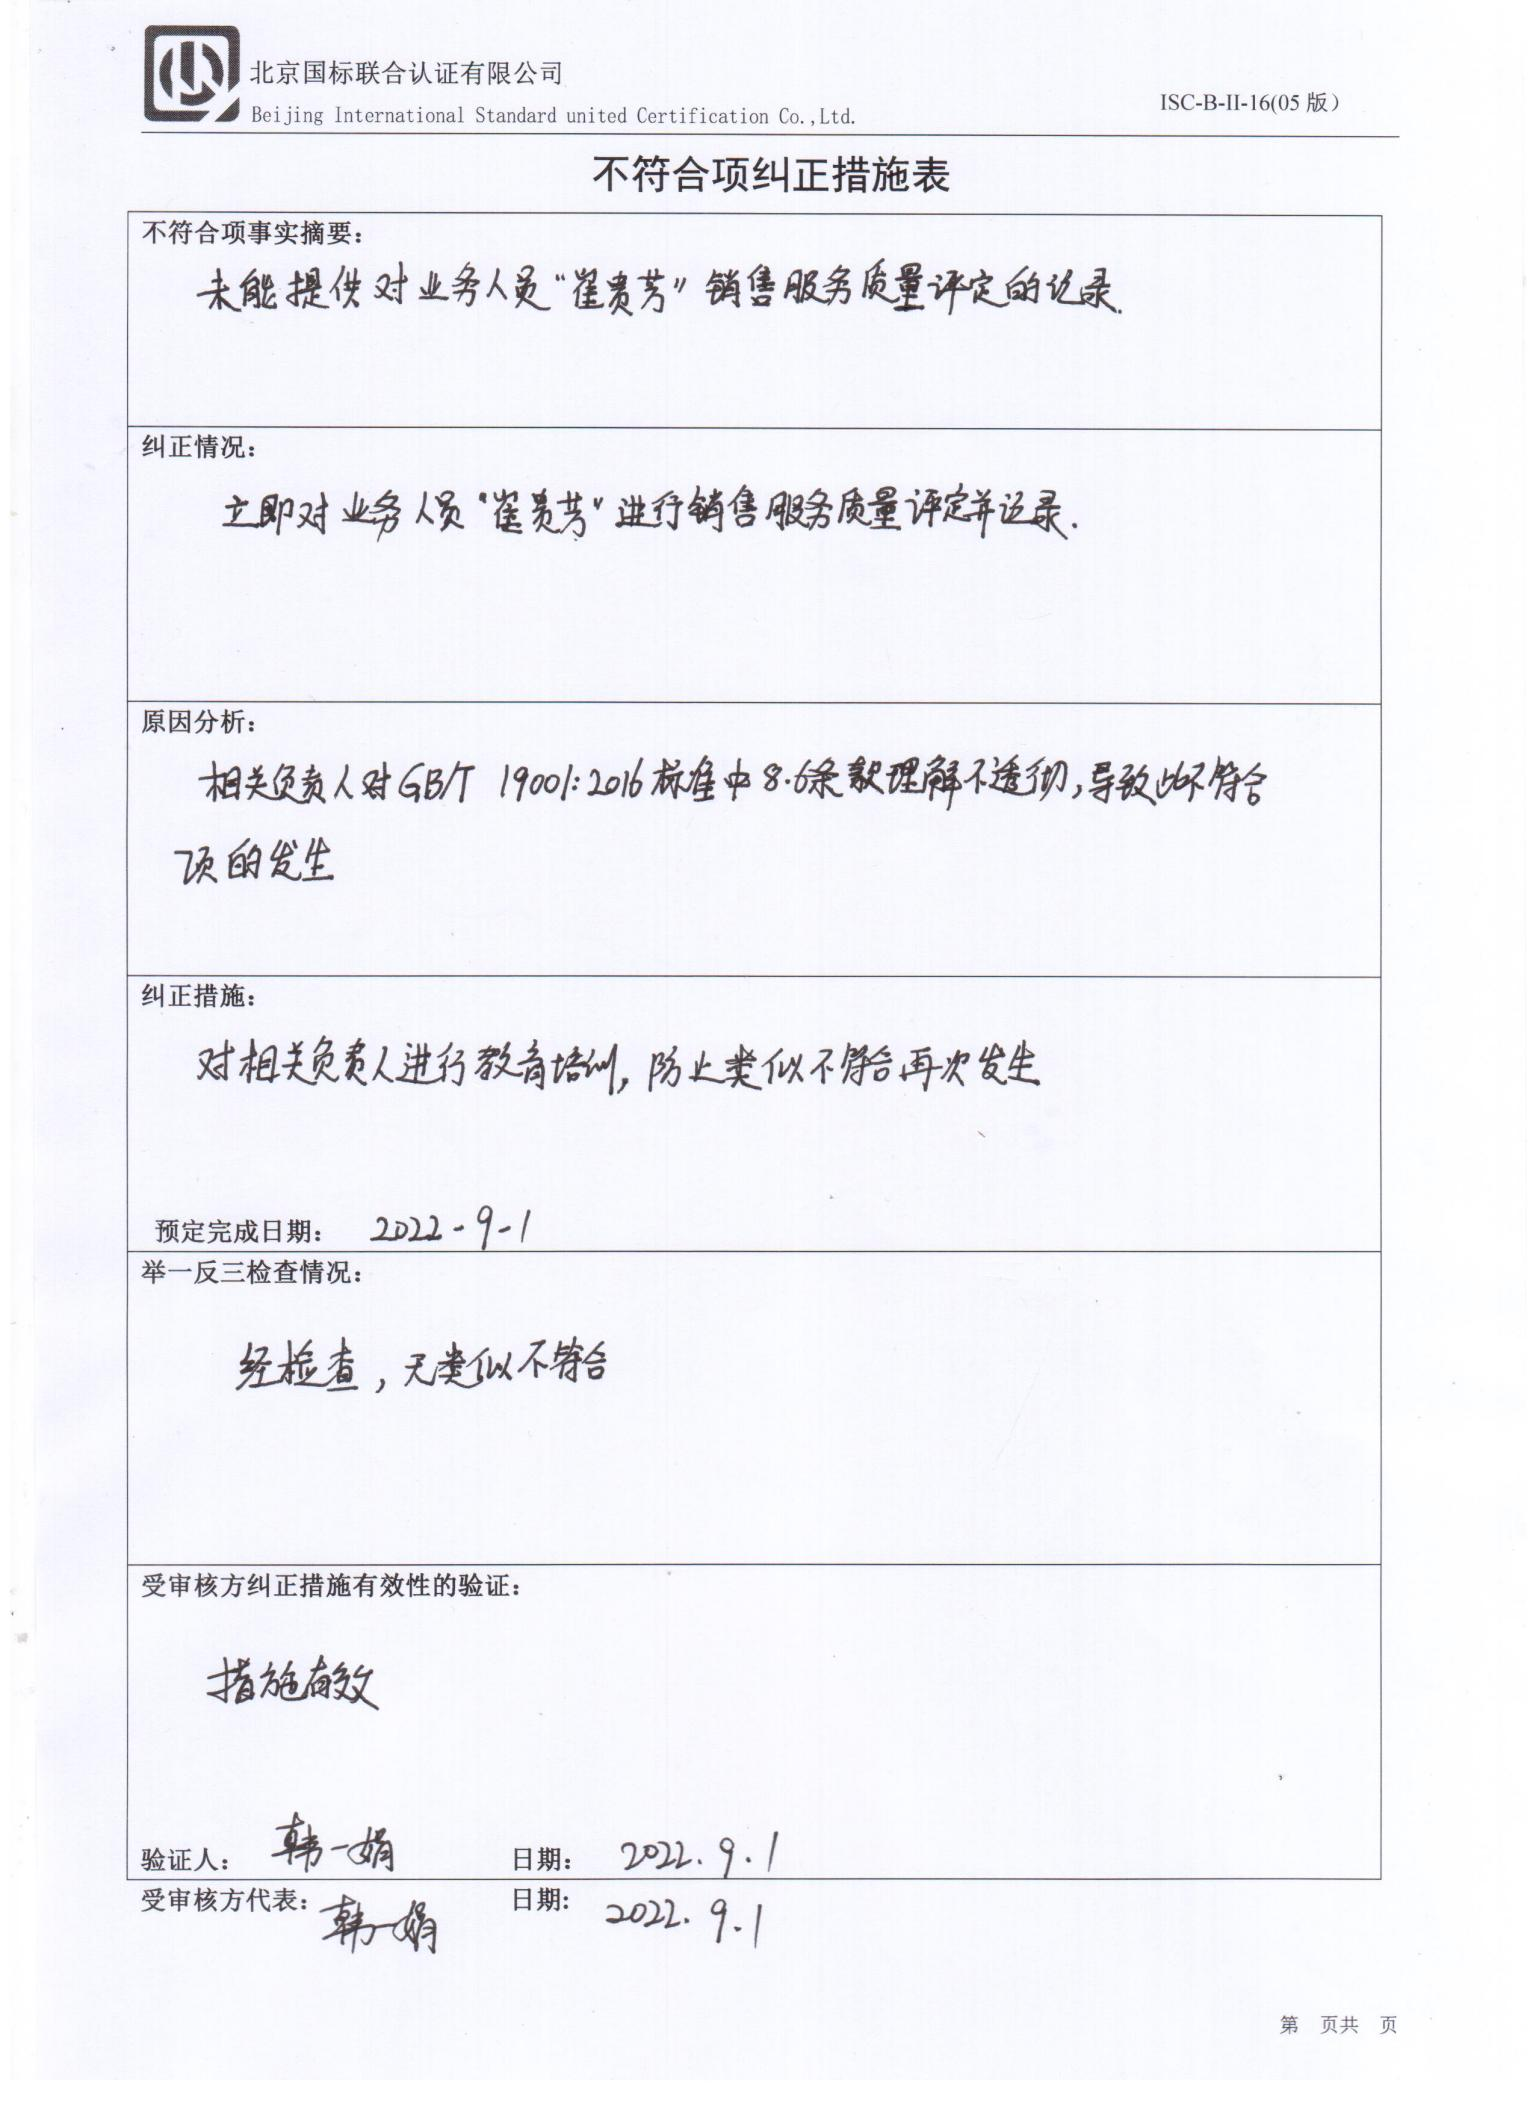 北京国标联合认证有限公司
Beijing International Standard united Certification Co.,Ltd.
ISC-B-II-16(05 版）
不符合项纠正措施表
不符合项事实摘要：
未能提供对业务人员“崔贵芳”销售服务质量评定的记录.
纠正情况：
立即对业务人员“崔贵芳”进行销售服务质量评定并记录.
原因分析：
相关负责人对GB/T 19001:2016标准中8.6条款理解不透彻,导致此不符合
项的发生
纠正措施：
对相关负责人进行教育培训,防止类似不符合再次发生
预定完成日期： 2022-9-1
举一反三检查情况：
经检查,无类似不符合
受审核方纠正措施有效性的验证：
措施有效
验证人： 韩一娟 日期： 2022.9.1
受审核方代表：韩一娟 日期： 2022.9.1
第 页共 页